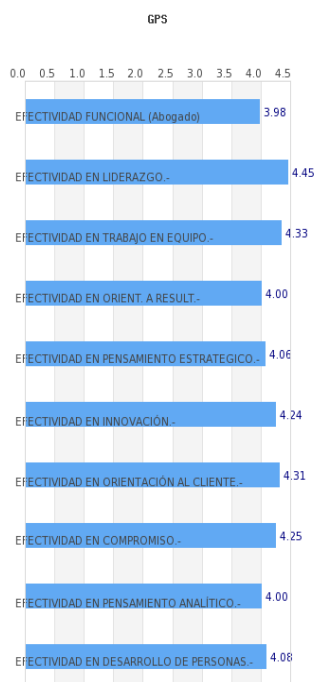 GPS
0.0 0.5 1.0 1.5 2.0 2.5 3.0 3.5 4.0 4.5
EFECTIVIDAD FUNCIONAL (Abogado) 3.98
EFECTIVIDAD EN LIDERAZGO.- 4.45
EFECTIVIDAD EN TRABAJO EN EQUIPO.- 4.33
EFECTIVIDAD EN ORIENT. A RESULT.- 4.00
EFECTIVIDAD EN PENSAMIENTO ESTRATEGICO.- 4.06
EFECTIVIDAD EN INNOVACIÓN.- 4.24
EFECTIVIDAD EN ORIENTACIÓN AL CLIENTE.- 4.31
EFECTIVIDAD EN COMPROMISO.- 4.25
EFECTIVIDAD EN PENSAMIENTO ANALÍTICO.- 4.00
EFECTIVIDAD EN DESARROLLO DE PERSONAS.- 4.08